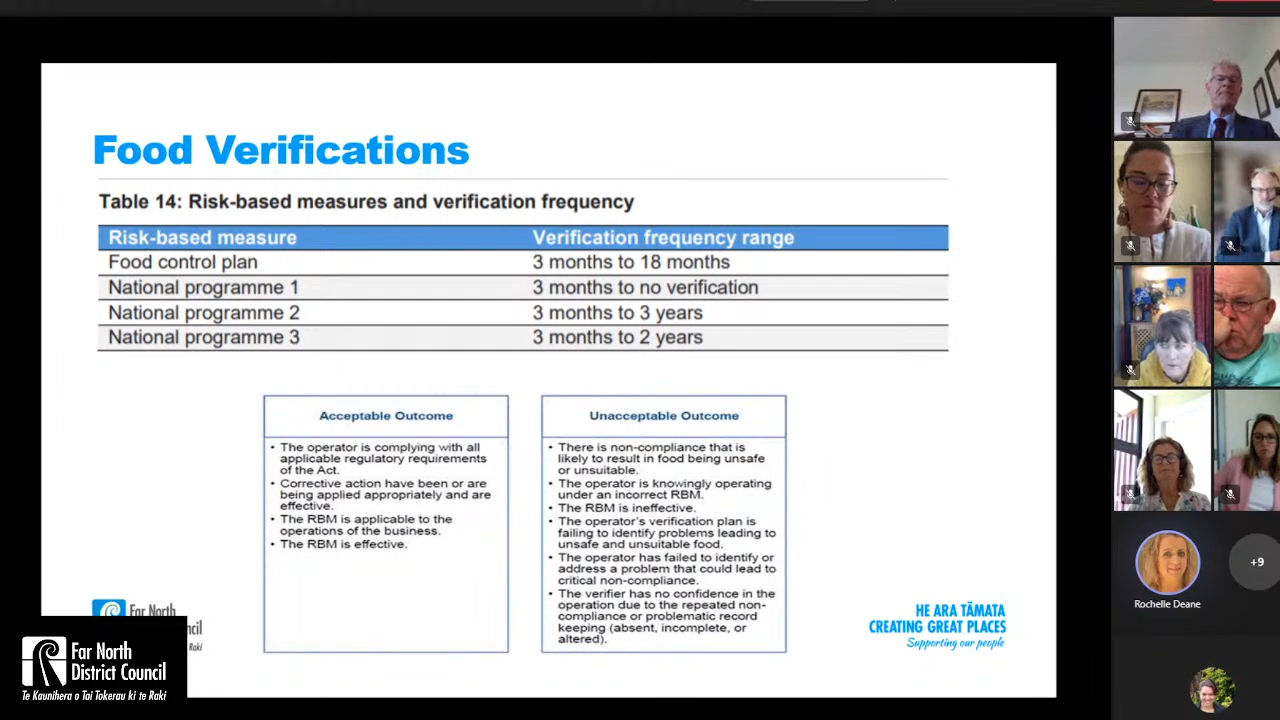 Food Verifications
Table 14: Risk-based measures and verification frequency
Risk-based measure Verification frequency range
Food control plan 3 months to 18 months
National programme 1 3 months to no verification
National programme 2 3 months to 3 years
National programme 3 3 months to 2 years
Acceptable Outcome
• The operator is complying with all
applicable regulatory requirements
of the Act.
• Corrective action have been or are
being applied appropriately and are
effective.
• The RBM is applicable to the
operations of the business.
• The RBM is effective.
Unacceptable Outcome
• There is non-compliance that is
likely to result in food being unsafe
or unsuitable.
• The operator is knowingly operating
under an incorrect RBM.
• The RBM is ineffective.
• The operator's verification plan is
failing to identify problems leading to
unsafe and unsuitable food.
• The operator has failed to identify or
address a problem that could lead to
critical non-compliance.
• The verifier has no confidence in the
operation due to the repeated non-
compliance or problematic record
keeping (absent, incomplete, or
altered).
Far North
Raki
HE ARA TĀMATA
CREATING GREAT PLACES
Supporting our people
Far North
District Council
Te Kaunihera o Tai Tokerau ki te Raki
+9
Rochelle Deane